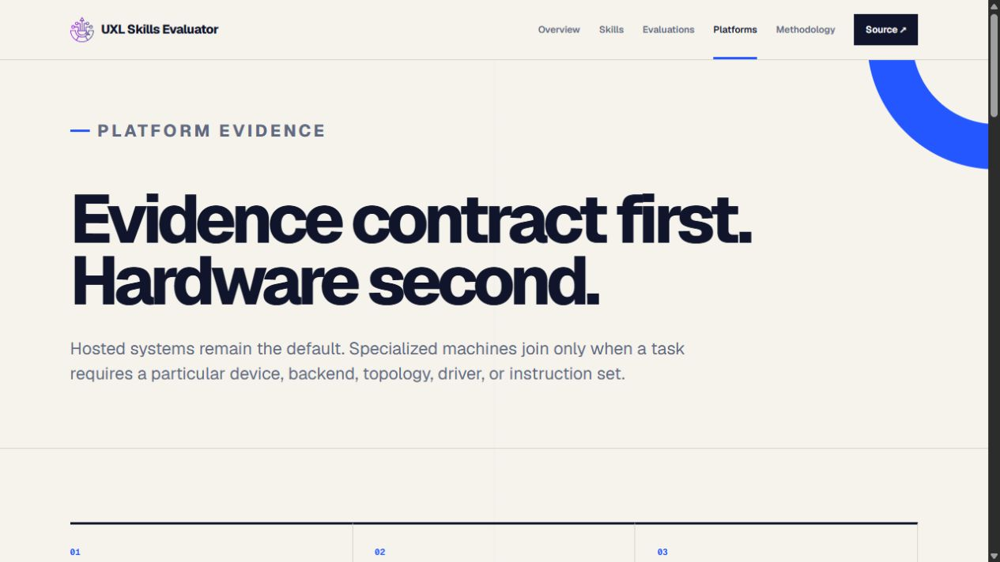 UXL Skills Evaluator
Overview Skills Evaluations Platforms Methodology Source ↗
PLATFORM EVIDENCE
Evidence contract first.
Hardware second.
Hosted systems remain the default. Specialized machines join only when a task
requires a particular device, backend, topology, driver, or instruction set.
01 02 03